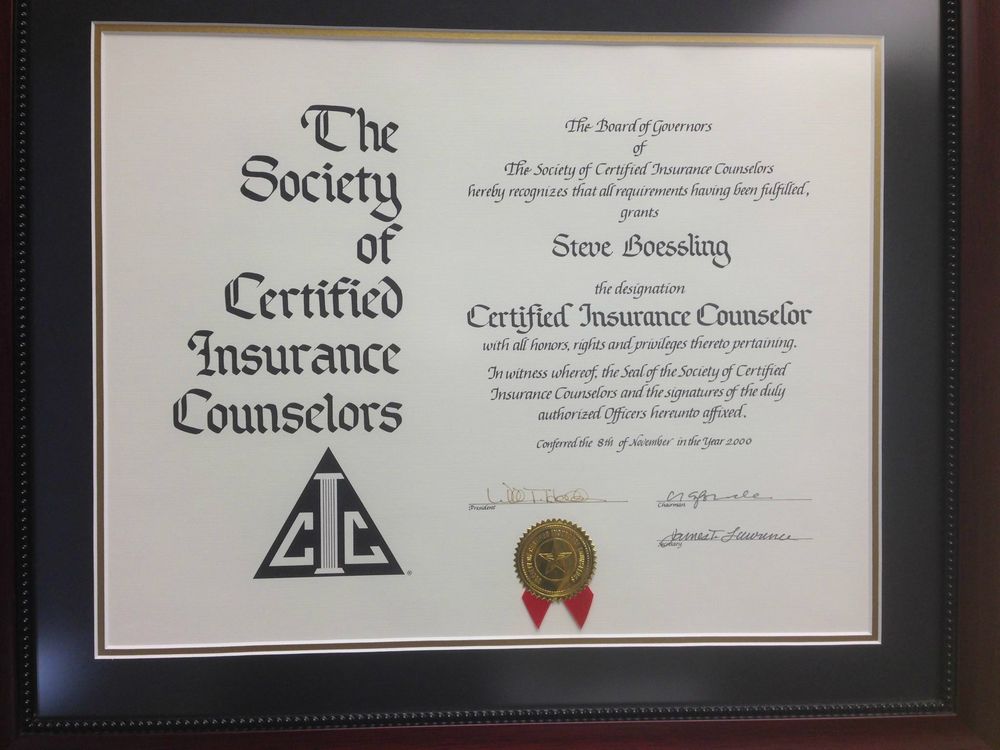 The
Society
of
Certified
Insurance
Counselors
CIC
®
The Board of Governors
of
The Society of Certified Insurance Counselors
hereby recognizes that all requirements having been fulfilled,
grants
Steve Boessling
the designation
Certified Insurance Counselor
with all honors, rights and privileges thereto pertaining.
In witness whereof, the Seal of the Society of Certified
Insurance Counselors and the signatures of the duly
authorized Officers hereunto affixed.
Conferred the 8th of November in the Year 2000
President
Chairman
James T. Lawrence
Secretary